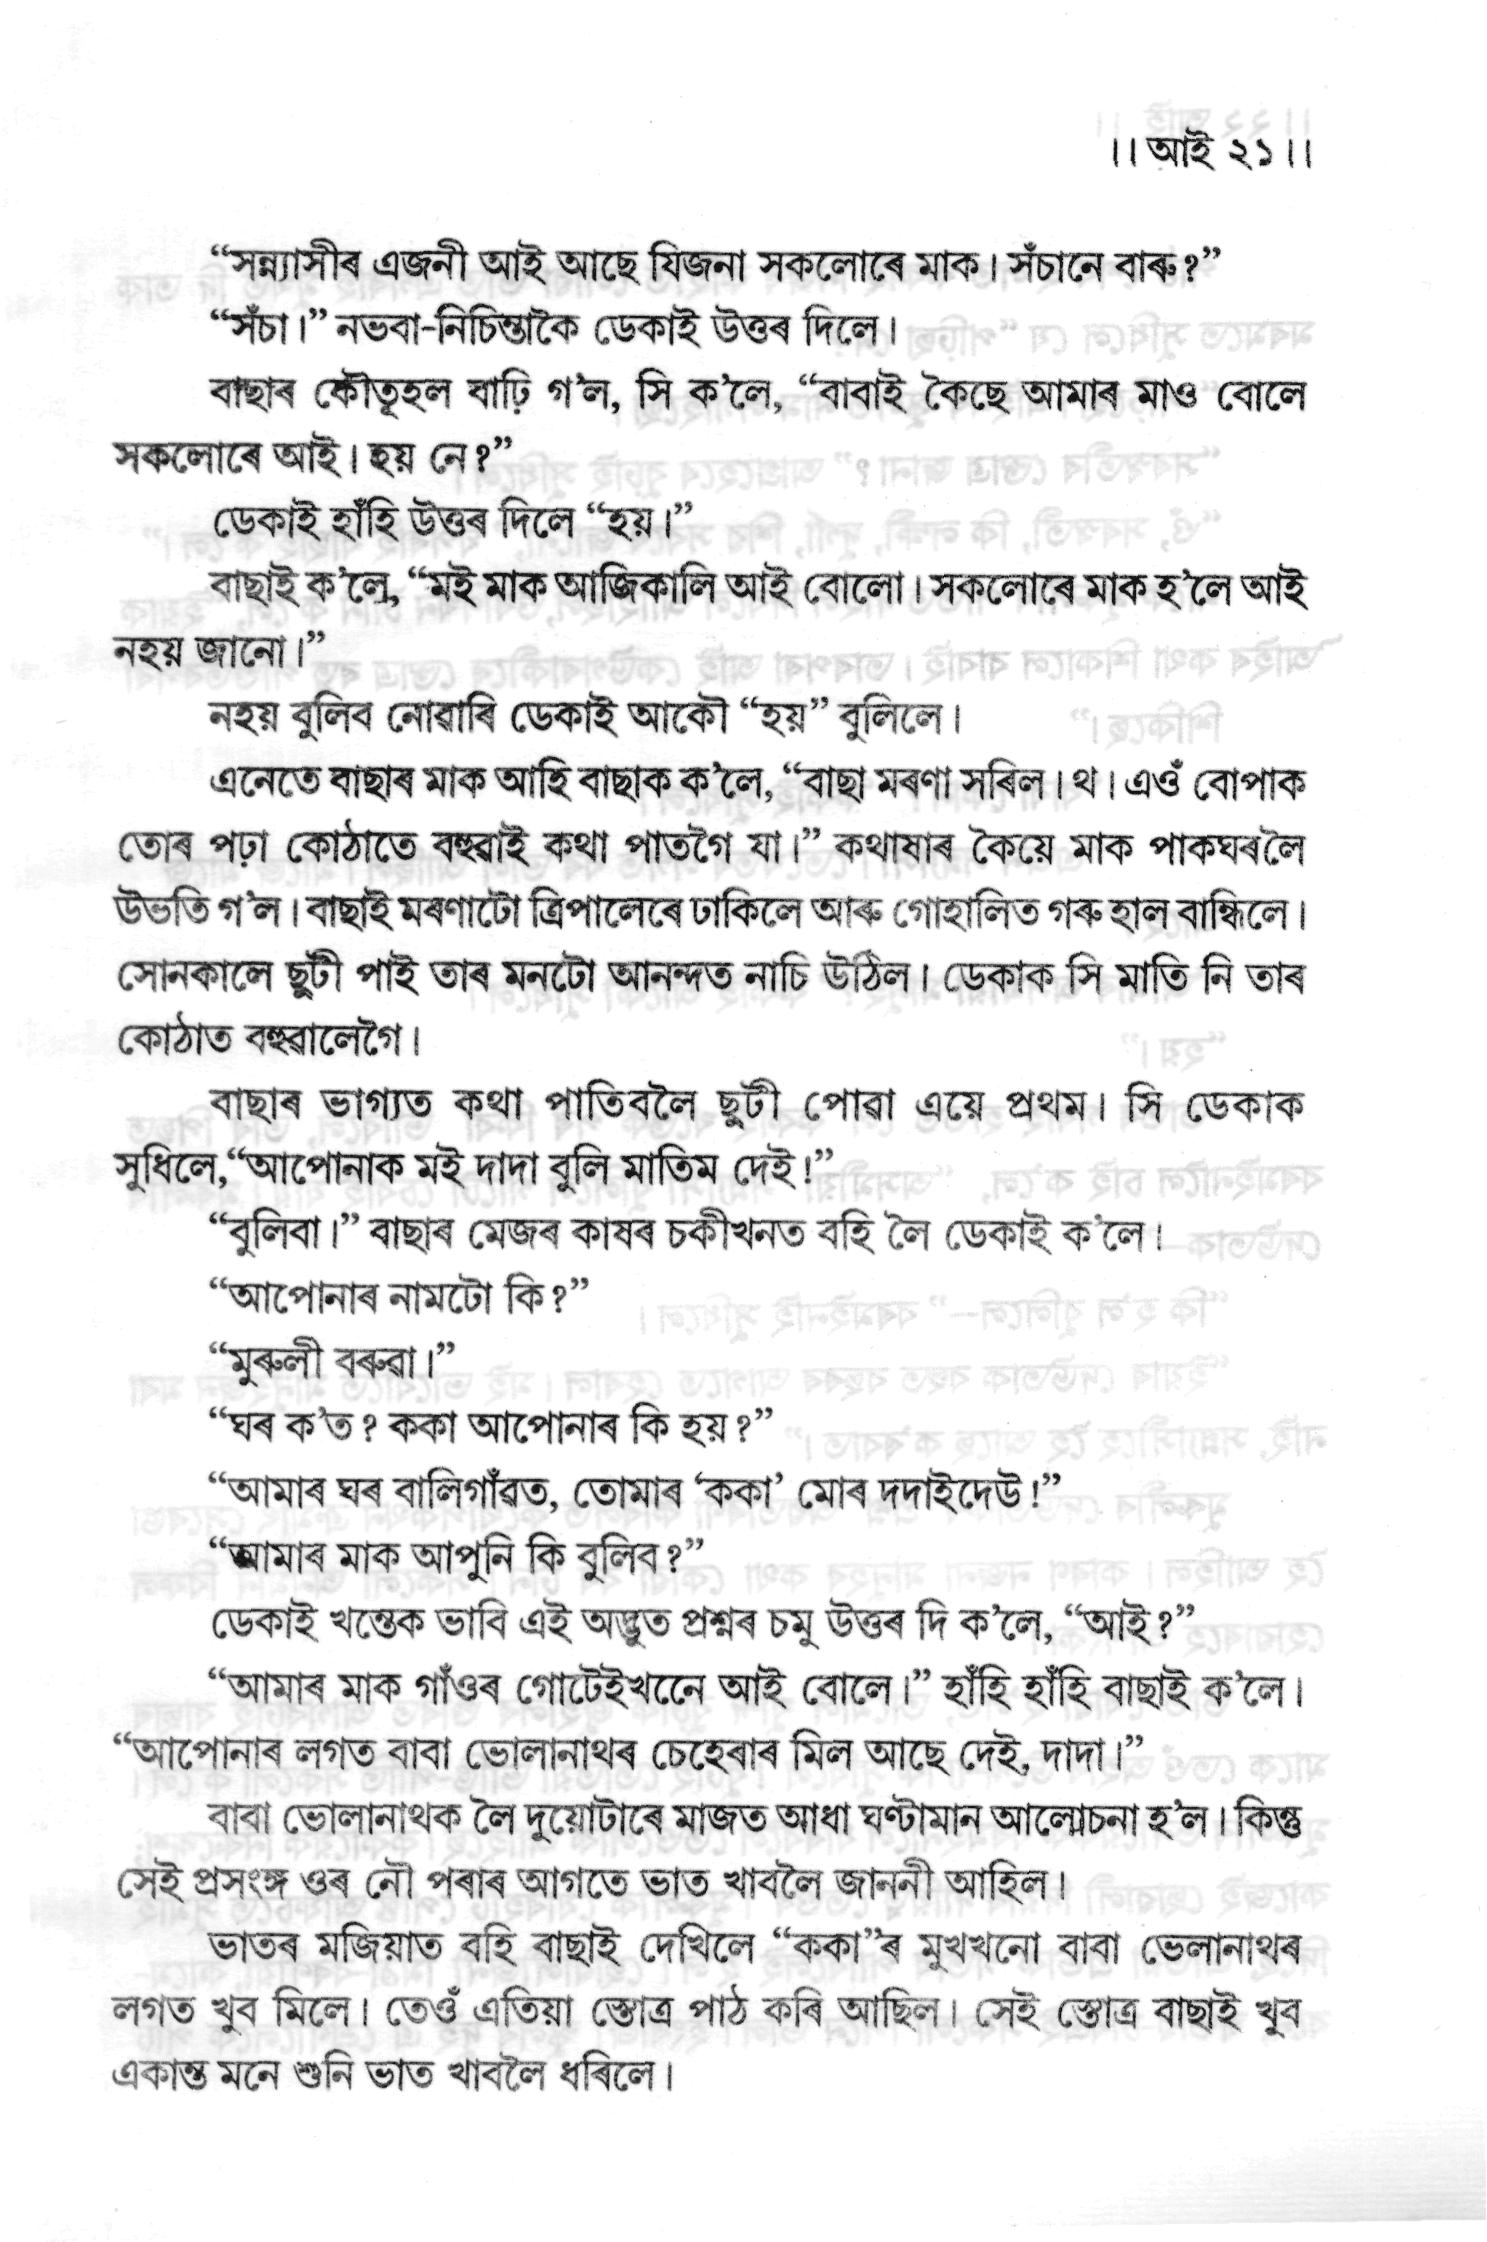 ।। আই ২১।।
“সন্ন্যাসীৰ এজনী আই আছে যিজনা সকলোৰে মাক। সঁচানে বাৰু?”
“সঁচা।” নভবা-নিচিন্তাকৈ ডেকাই উত্তৰ দিলে।
বাছাৰ কৌতূহল বাঢ়ি গ’ল, সি ক’লে, “বাবাই কৈছে আমাৰ মাও বোলে
সকলোৰে আই। হয় নে?”
ডেকাই হাঁহি উত্তৰ দিলে “হয়।”
বাছাই ক’লে, “মই মাক আজিকালি আই বোলো। সকলোৰে মাক হ’লে আই
নহয় জানো।”
নহয় বুলিব নোৱাৰি ডেকাই আকৌ “হয়” বুলিলে।
এনেতে বাছাৰ মাক আহি বাছাক ক’লে, “বাছা মৰণা সৰিল। থ। এওঁ বোপাক
তোৰ পঢ়া কোঠাতে বহুৱাই কথা পাতগৈ যা।” কথাষাৰ কৈয়ে মাক পাকঘৰলৈ
উভতি গ’ল। বাছাই মৰণাটো ত্ৰিপালেৰে ঢাকিলে আৰু গোহালিত গৰু হাল বান্ধিলে।
সোনকালে ছুটী পাই তাৰ মনটো আনন্দত নাচি উঠিল। ডেকাক সি মাতি নি তাৰ
কোঠাত বহুৱালেগৈ।
বাছাৰ ভাগ্যত কথা পাতিবলৈ ছুটী পোৱা এয়ে প্ৰথম। সি ডেকাক
সুধিলে,“আপোনাক মই দাদা বুলি মাতিম দেই!”
“বুলিবা।” বাছাৰ মেজৰ কাষৰ চকীখনত বহি লৈ ডেকাই ক’লে।
“আপোনাৰ নামটো কি?”
“মুৰুলী বৰুৱা।”
“ঘৰ ক’ত? ককা আপোনাৰ কি হয়?”
“আমাৰ ঘৰ বালিগাঁৱত, তোমাৰ ‘ককা’ মোৰ দদাইদেউ!”
“আমাৰ মাক আপুনি কি বুলিব?”
ডেকাই খন্তেক ভাবি এই অদ্ভুত প্ৰশ্নৰ চমু উত্তৰ দি ক’লে, “আই?”
“আমাৰ মাক গাঁওৰ গোটেইখনেে আই বোলে।” হাঁহি হাঁহি বাছাই ক’লে।
“আপোনাৰ লগত বাবা ভোলানাথৰ চেহেৰাৰ মিল আছে দেই, দাদা।”
বাবা ভোলানাথক লৈ দুয়োটাৰে মাজত আধা ঘণ্টামান আলোচনা হ’ল। কিন্তু
সেই প্ৰসংঙ্গ ওৰ নৌ পৰাৰ আগতে ভাত খাবলৈ জাননী আহিল।
ভাতৰ মজিয়াত বহি বাছাই দেখিলে “ককা”ৰ মুখখনো বাবা ভেলানাথৰ
লগত খুব মিলে। তেওঁ এতিয়া স্তোত্ৰ পাঠ কৰি আছিল। সেই স্তোত্ৰ বাছাই খুব
একান্ত মনে শুনি ভাত খাবলৈ ধৰিলে।